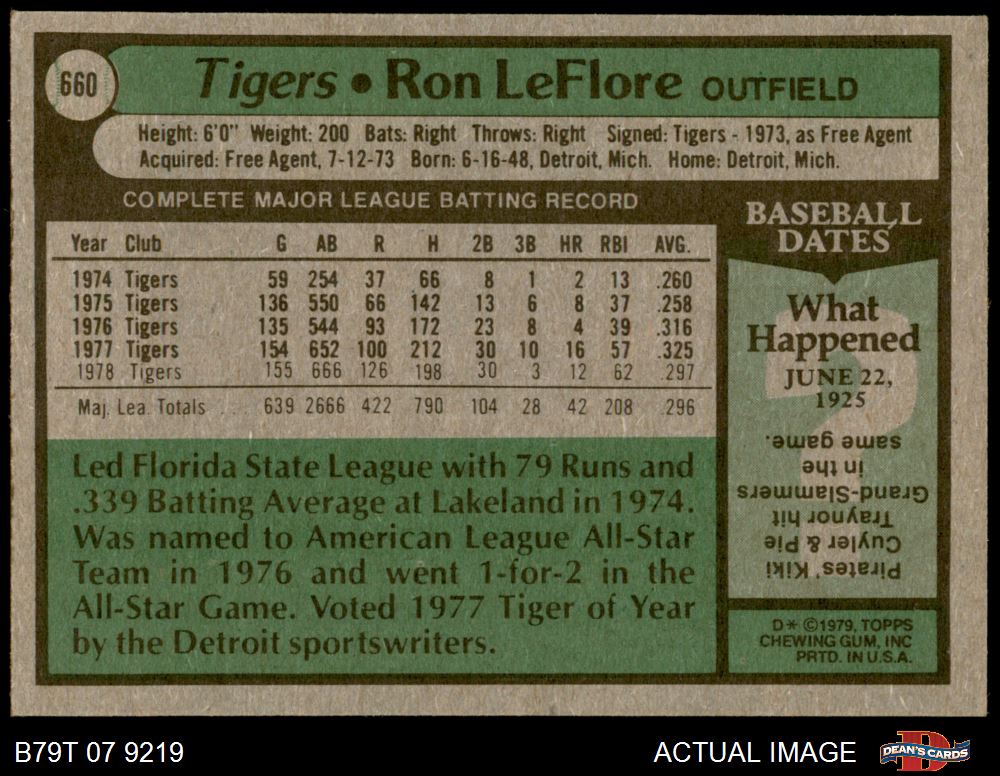 660
Tigers • Ron LeFlore OUTFIELD
Height: 6'0" Weight: 200 Bats: Right Throws: Right Signed: Tigers - 1973, as Free Agent
Acquired: Free Agent, 7-12-73 Born: 6-16-48, Detroit, Mich. Home: Detroit, Mich.
COMPLETE MAJOR LEAGUE BATTING RECORD
Year Club G AB R H 2B 3B HR RBI AVG.
1974 Tigers 59 254 37 66 8 1 2 13 .260
1975 Tigers 136 550 66 142 13 6 8 37 .258
1976 Tigers 135 544 93 172 23 8 4 39 .316
1977 Tigers 154 652 100 212 30 10 16 57 .325
1978 Tigers 155 666 126 198 30 3 12 62 .297
Maj. Lea. Totals 639 2666 422 790 104 28 42 208 .296
Led Florida State League with 79 Runs and
.339 Batting Average at Lakeland in 1974.
Was named to American League All-Star
Team in 1976 and went 1-for-2 in the
All-Star Game. Voted 1977 Tiger of Year
by the Detroit sportswriters.
BASEBALL
DATES
What
Happened
JUNE 22,
1925
Pirates' Kiki
Cuyler & Pie
Traynor hit
Grand-Slammers
in the
same game.
D* ©1979, TOPPS
CHEWING GUM, INC
PRTD. IN U.S.A.
B79T 07 9219
ACTUAL IMAGE
DEAN'S CARDS